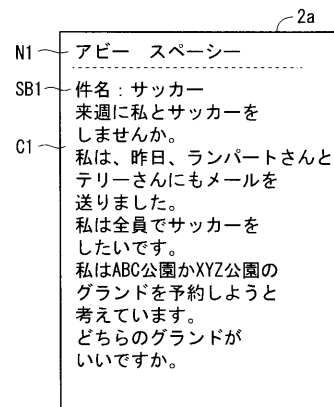 2a
N1 アビー　スペーシー
SB1 件名：サッカー
来週に私とサッカーを
しませんか。
C1 私は、昨日、ランパートさんと
テリーさんにもメールを
送りました。
私は全員でサッカーを
したいです。
私はABC公園かXYZ公園の
グランドを予約しようと
考えています。
どちらのグランドが
いいですか。